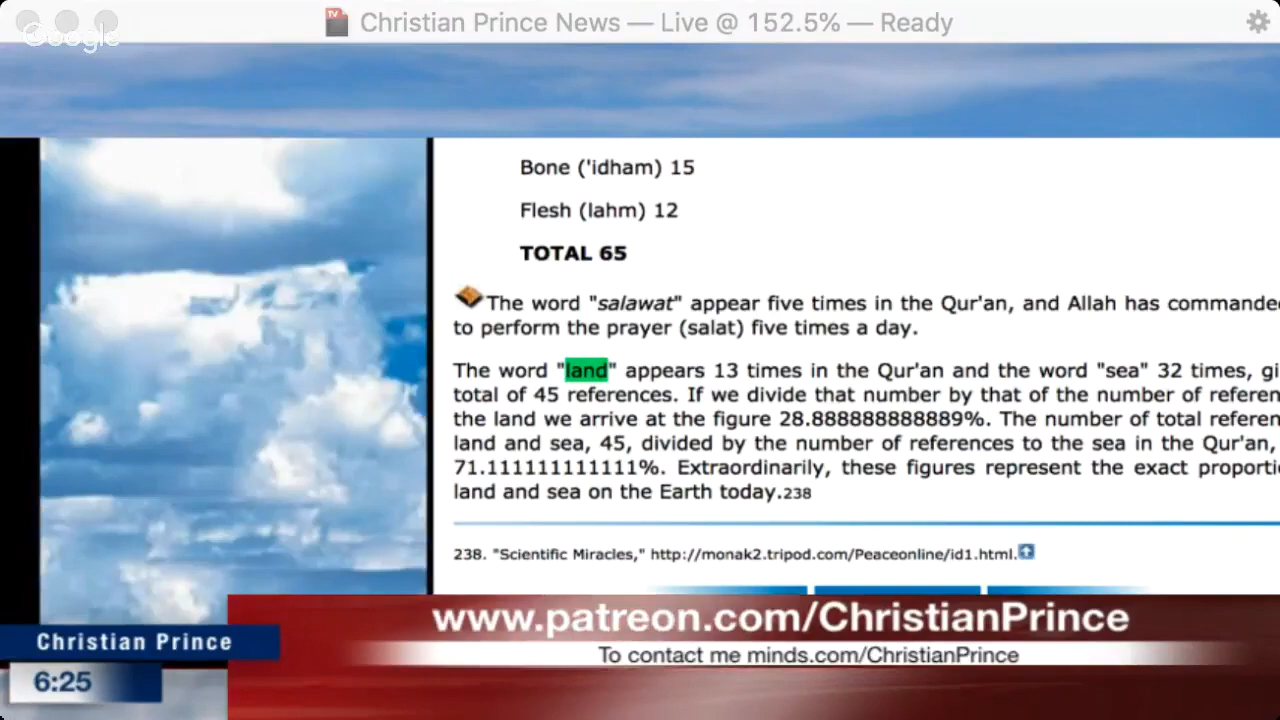 Christian Prince News — Live @ 152.5% — Ready
Google
Bone ('idham) 15
Flesh (lahm) 12
TOTAL 65
The word "salawat" appear five times in the Qur'an, and Allah has commanded
to perform the prayer (salat) five times a day.
The word "land" appears 13 times in the Qur'an and the word "sea" 32 times, gi
total of 45 references. If we divide that number by that of the number of referen
the land we arrive at the figure 28.888888888889%. The number of total referen
land and sea, 45, divided by the number of references to the sea in the Qur'an,
71.111111111111%. Extraordinarily, these figures represent the exact proporti
land and sea on the Earth today.238
238. "Scientific Miracles," http://monak2.tripod.com/Peaceonline/id1.html.
www.patreon.com/ChristianPrince
To contact me minds.com/ChristianPrince
Christian Prince
6:25